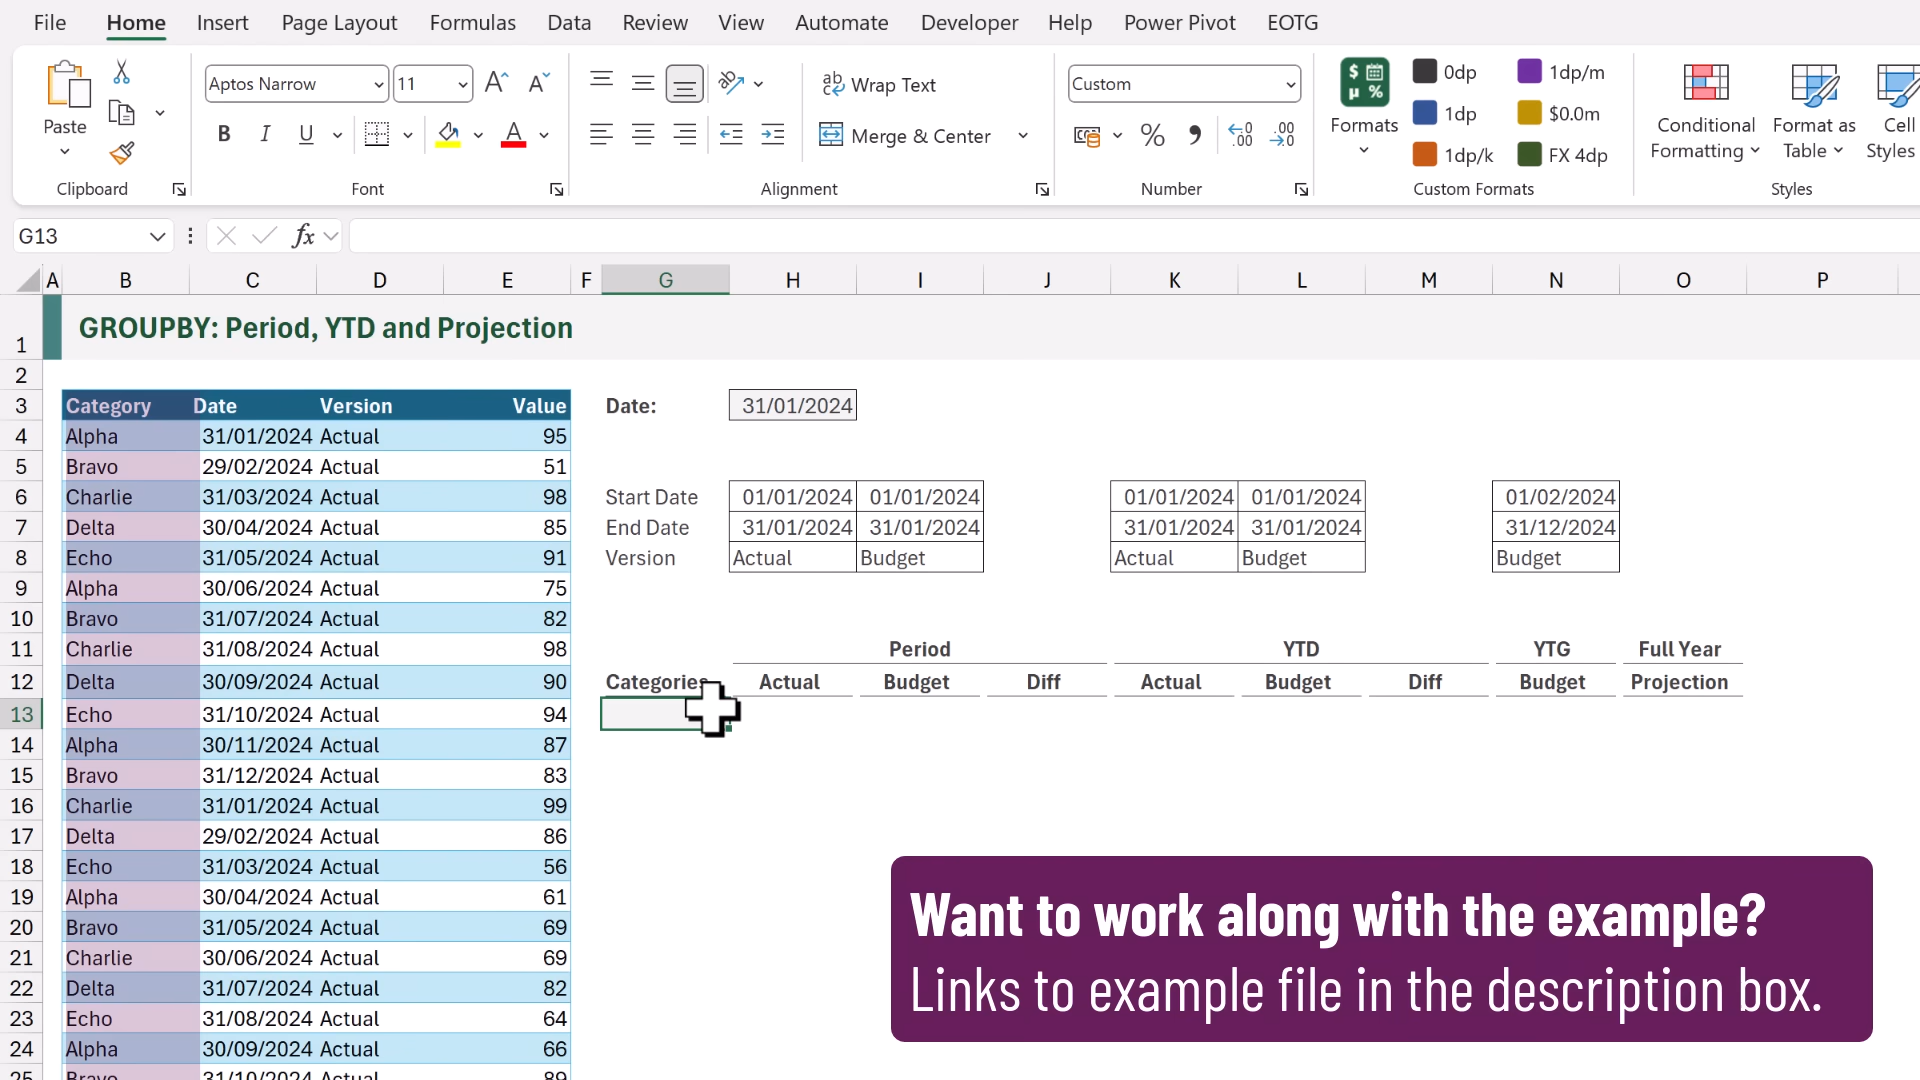 File Home Insert Page Layout Formulas Data Review View Automate Developer Help Power Pivot EOTG
Aptos Narrow 11 A A ab Wrap Text Custom 0dp 1dp/m
Paste B I U A Merge & Center % Formats 1dp $0.0m Conditional Formatting Format as Table Cell Styles
1dp/k FX 4dp
Clipboard Font Alignment Number Custom Formats Styles
G13 fx
A B C D E F G H I J K L M N O P
1 GROUPBY: Period, YTD and Projection
2
3 Category Date Version Value Date: 31/01/2024
4 Alpha 31/01/2024 Actual 95
5 Bravo 29/02/2024 Actual 51
6 Charlie 31/03/2024 Actual 98 Start Date 01/01/2024 01/01/2024 01/01/2024 01/01/2024 01/02/2024
7 Delta 30/04/2024 Actual 85 End Date 31/01/2024 31/01/2024 31/01/2024 31/01/2024 31/12/2024
8 Echo 31/05/2024 Actual 91 Version Actual Budget Actual Budget Budget
9 Alpha 30/06/2024 Actual 75
10 Bravo 31/07/2024 Actual 82
11 Charlie 31/08/2024 Actual 98 Period YTD YTG Full Year
12 Delta 30/09/2024 Actual 90 Categories Actual Budget Diff Actual Budget Diff Budget Projection
13 Echo 31/10/2024 Actual 94
14 Alpha 30/11/2024 Actual 87
15 Bravo 31/12/2024 Actual 83
16 Charlie 31/01/2024 Actual 99
17 Delta 29/02/2024 Actual 86
18 Echo 31/03/2024 Actual 56
19 Alpha 30/04/2024 Actual 61
20 Bravo 31/05/2024 Actual 69
21 Charlie 30/06/2024 Actual 69
22 Delta 31/07/2024 Actual 82
23 Echo 31/08/2024 Actual 64
24 Alpha 30/09/2024 Actual 66
25 Bravo 31/10/2024 Actual 89
Want to work along with the example?
Links to example file in the description box.